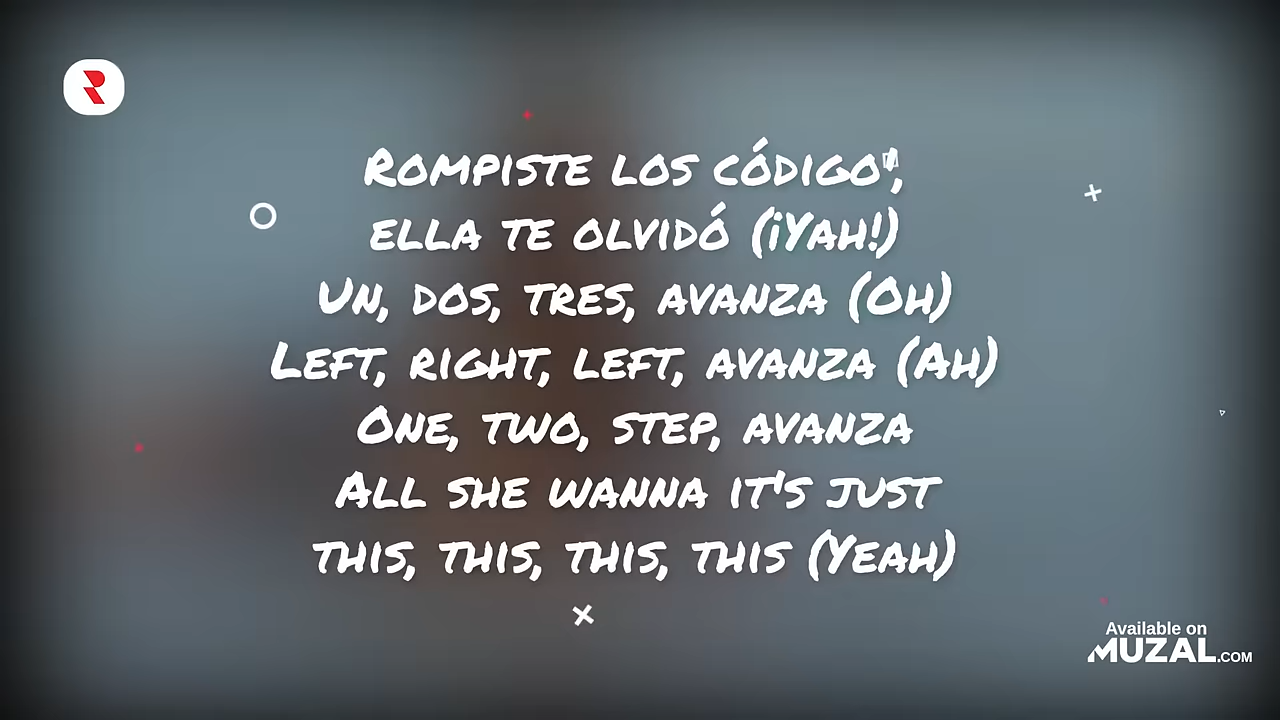 Rompiste los código',
ella te olvidó (¡Yah!)
Un, dos, tres, avanza (Oh)
Left, right, left, avanza (Ah)
One, two, step, avanza
All she wanna it's just
this, this, this, this (Yeah)
Available on
MUZAL.COM